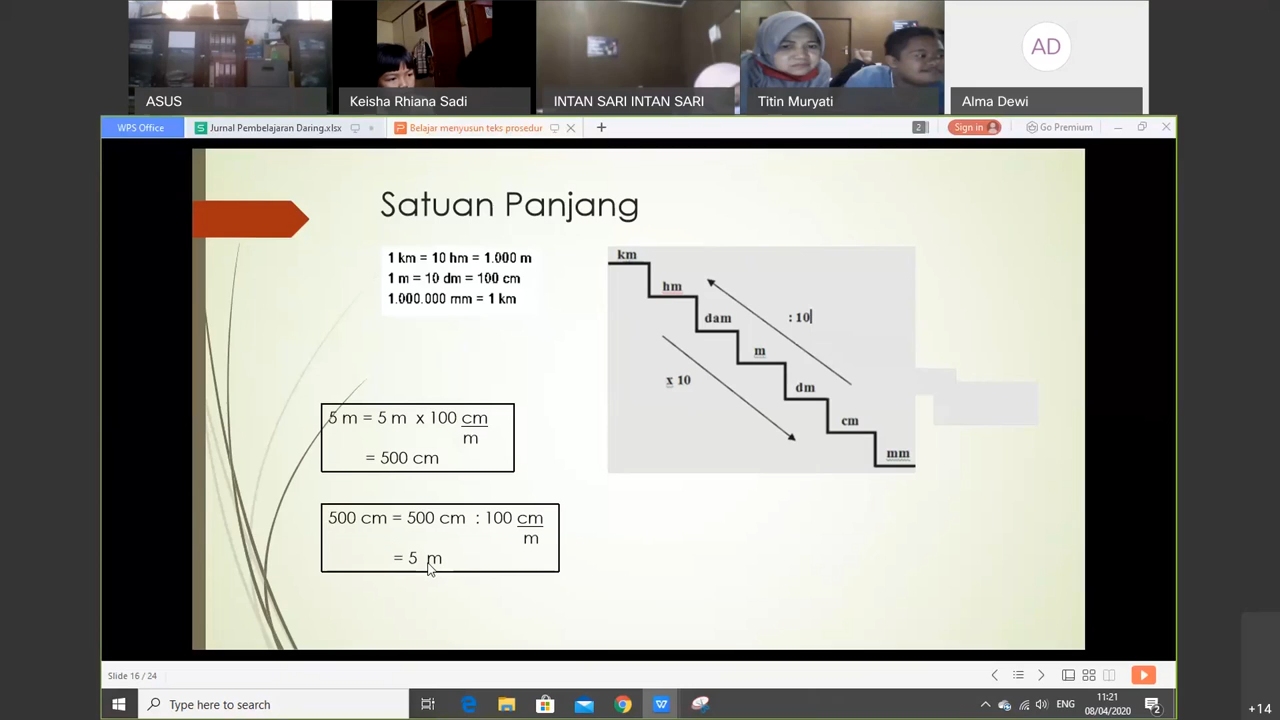 AD
ASUS
Keisha Rhiana Sadi
INTAN SARI INTAN SARI
Titin Muryati
Alma Dewi
WPS Office
Jurnal Pembelajaran Daring.xlsx
Belajar menyusun teks prosedur
2
Sign in
Go Premium
Satuan Panjang
1 km = 10 hm = 1.000 m
1 m = 10 dm = 100 cm
1.000.000 mm = 1 km
km
hm
dam
: 10
m
x 10
dm
cm
mm
5 m = 5 m x 100 cm
m
= 500 cm
500 cm = 500 cm : 100 cm
m
= 5 m
Slide 16 / 24
Type here to search
ENG
11:21
08/04/2020
2
+14